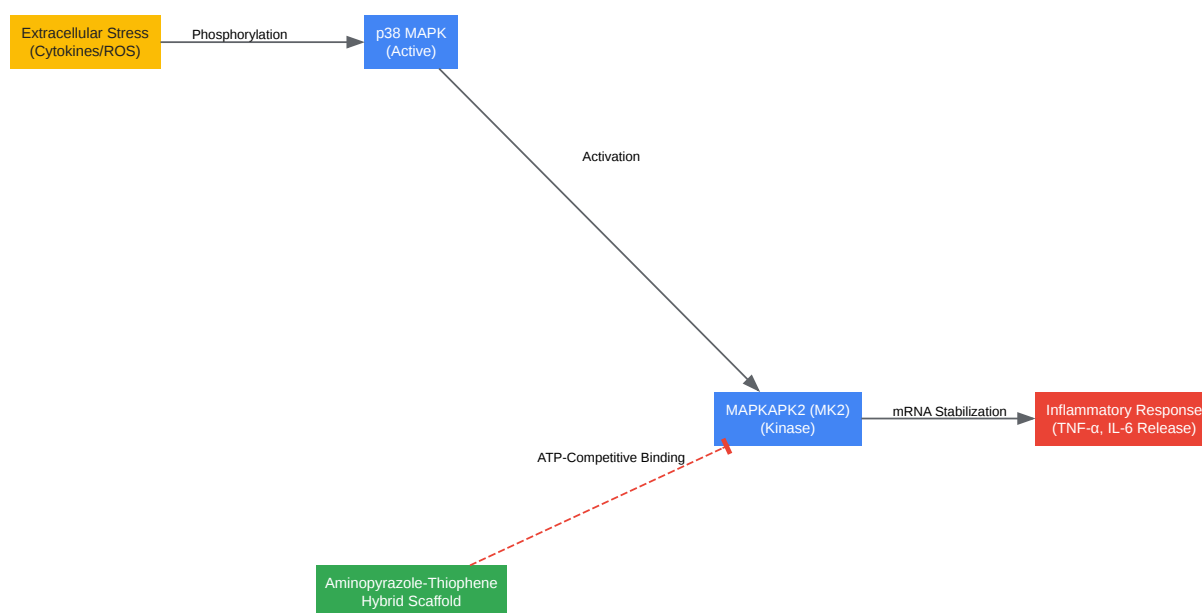 Extracellular Stress
(Cytokines/ROS)
Phosphorylation
p38 MAPK
(Active)
Activation
MAPKAPK2 (MK2)
(Kinase)
mRNA Stabilization
Inflammatory Response
(TNF-α, IL-6 Release)
ATP-Competitive Binding
Aminopyrazole-Thiophene
Hybrid Scaffold